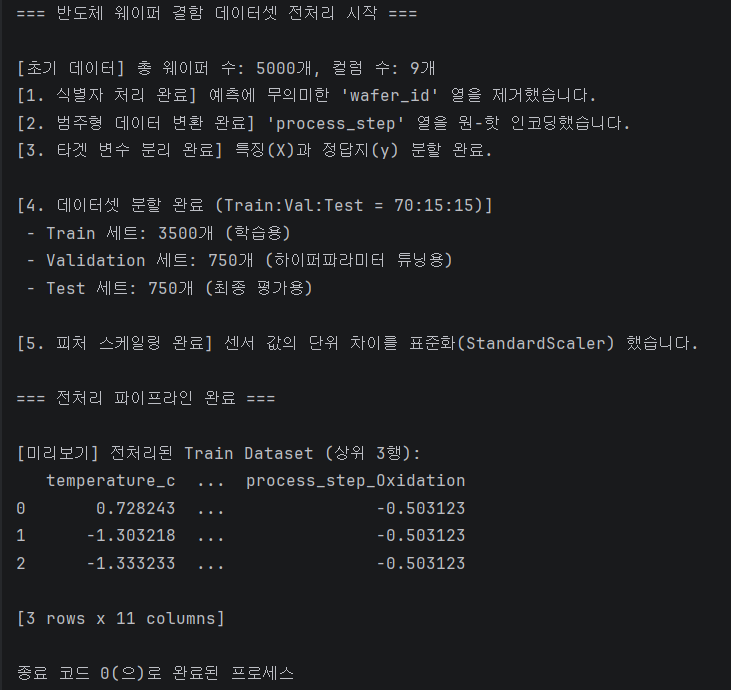 === 반도체 웨이퍼 결함 데이터셋 전처리 시작 ===
[초기 데이터] 총 웨이퍼 수: 5000개, 컬럼 수: 9개
[1. 식별자 처리 완료] 예측에 무의미한 'wafer_id' 열을 제거했습니다.
[2. 범주형 데이터 변환 완료] 'process_step' 열을 원-핫 인코딩했습니다.
[3. 타겟 변수 분리 완료] 특징(X)과 정답지(y) 분할 완료.
[4. 데이터셋 분할 완료 (Train:Val:Test = 70:15:15)]
- Train 세트: 3500개 (학습용)
- Validation 세트: 750개 (하이퍼파라미터 튜닝용)
- Test 세트: 750개 (최종 평가용)
[5. 피처 스케일링 완료] 센서 값의 단위 차이를 표준화(StandardScaler) 했습니다.
=== 전처리 파이프라인 완료 ===
[미리보기] 전처리된 Train Dataset (상위 3행):
temperature_c ... process_step_Oxidation
0 0.728243 ... -0.503123
1 -1.303218 ... -0.503123
2 -1.333233 ... -0.503123
[3 rows x 11 columns]
종료 코드 0(으)로 완료된 프로세스